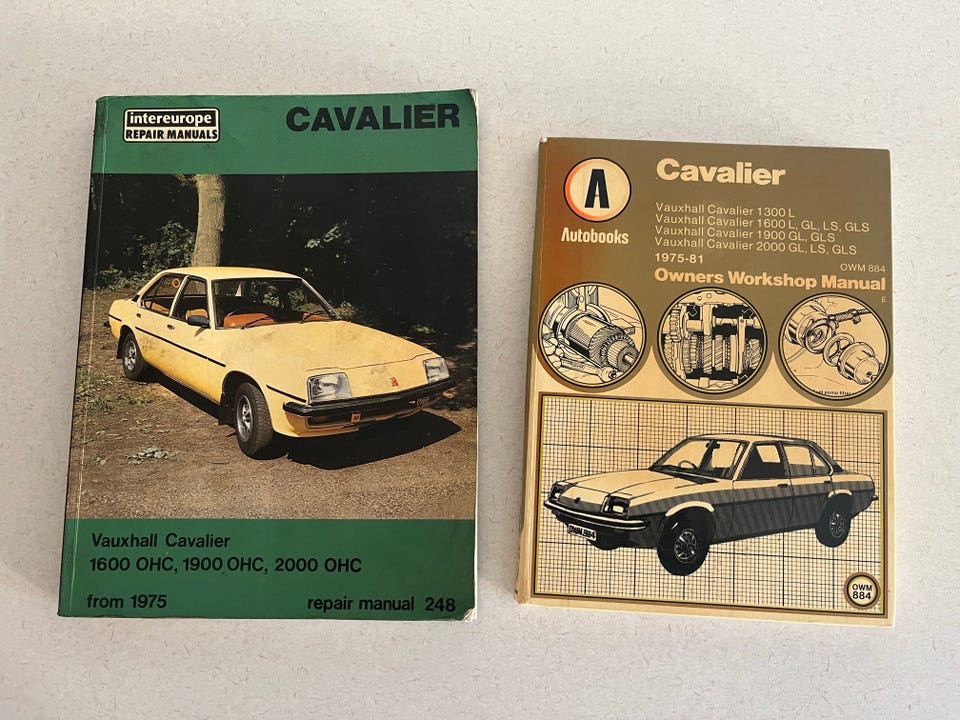 intereurope
REPAIR MANUALS
CAVALIER
Vauxhall Cavalier
1600 OHC, 1900 OHC, 2000 OHC
from 1975
repair manual 248
A
Autobooks
Cavalier
Vauxhall Cavalier 1300 L
Vauxhall Cavalier 1600 L, GL, LS, GLS
Vauxhall Cavalier 1900 GL, GLS
Vauxhall Cavalier 2000 GL, LS, GLS
1975-81
OWM 884
Owners Workshop Manual
E
OWM
884